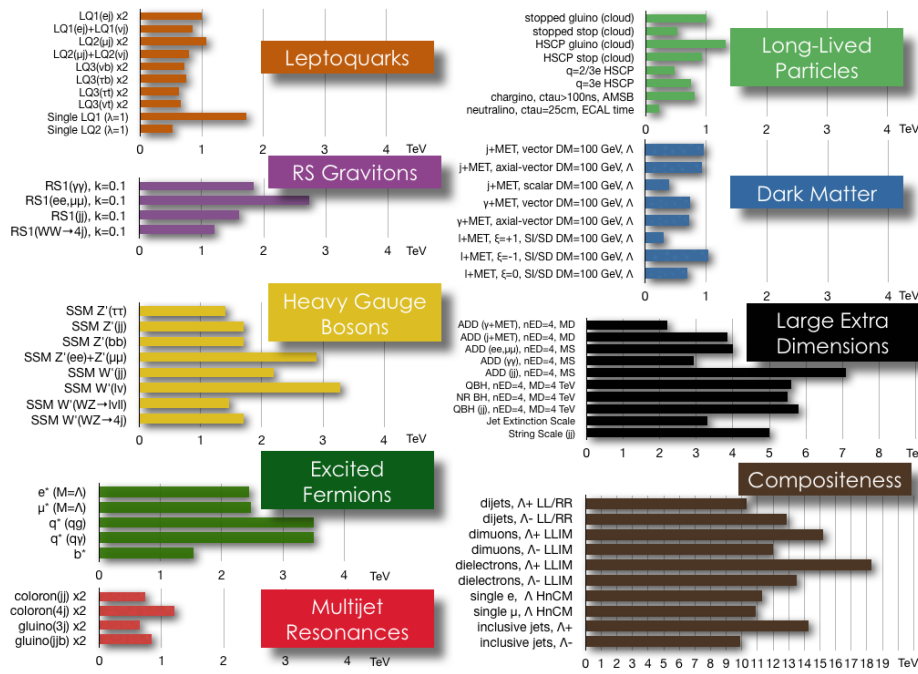 LQ1(ej) x2
LQ1(ej)+LQ1(νj)
LQ2(μj) x2
LQ2(μj)+LQ2(νj)
LQ3(νb) x2
LQ3(τb) x2
LQ3(τt) x2
LQ3(vt) x2
Single LQ1 (λ=1)
Single LQ2 (λ=1)
0 1 2 3 4 TeV
Leptoquarks
RS Gravitons
RS1(γγ), k=0.1
RS1(ee,μμ), k=0.1
RS1(jj), k=0.1
RS1(WW→4j), k=0.1
0 1 2 3 4 TeV
Heavy Gauge
Bosons
SSM Z'(ττ)
SSM Z'(jj)
SSM Z'(bb)
SSM Z'(ee)+Z'(μμ)
SSM W'(jj)
SSM W'(lv)
SSM W'(WZ→lvll)
SSM W'(WZ→4j)
0 1 2 3 4 TeV
Excited
Fermions
e* (M=Λ)
μ* (M=Λ)
q* (qg)
q* (qγ)
b*
0 1 2 3 4 TeV
Multijet
Resonances
coloron(jj) x2
coloron(4j) x2
gluino(3j) x2
gluino(jjb) x2
0 1 2 3 4 TeV
stopped gluino (cloud)
stopped stop (cloud)
HSCP gluino (cloud)
HSCP stop (cloud)
q=2/3e HSCP
q=3e HSCP
chargino, ctau>100ns, AMSB
neutralino, ctau=25cm, ECAL time
0 1 2 3 4 TeV
Long-Lived
Particles
j+MET, vector DM=100 GeV, Λ
j+MET, axial-vector DM=100 GeV, Λ
j+MET, scalar DM=100 GeV, Λ
γ+MET, vector DM=100 GeV, Λ
γ+MET, axial-vector DM=100 GeV, Λ
l+MET, ξ=+1, SI/SD DM=100 GeV, Λ
l+MET, ξ=-1, SI/SD DM=100 GeV, Λ
l+MET, ξ=0, SI/SD DM=100 GeV, Λ
0 1 2 3 4 TeV
Dark Matter
Large Extra
Dimensions
ADD (γ+MET), nED=4, MD
ADD (j+MET), nED=4, MD
ADD (ee,μμ), nED=4, MS
ADD (γγ), nED=4, MS
ADD (jj), nED=4, MS
QBH, nED=4, MD=4 TeV
NR BH, nED=4, MD=4 TeV
QBH (jj), nED=4, MD=4 TeV
Jet Extinction Scale
String Scale (jj)
0 1 2 3 4 5 6 7 8 9 TeV
Compositeness
dijets, Λ+ LL/RR
dijets, Λ- LL/RR
dimuons, Λ+ LLIM
dimuons, Λ- LLIM
dielectrons, Λ+ LLIM
dielectrons, Λ- LLIM
single e, Λ HnCM
single μ, Λ HnCM
inclusive jets, Λ+
inclusive jets, Λ-
0 1 2 3 4 5 6 7 8 9 10 11 12 13 14 15 16 17 18 19 TeV